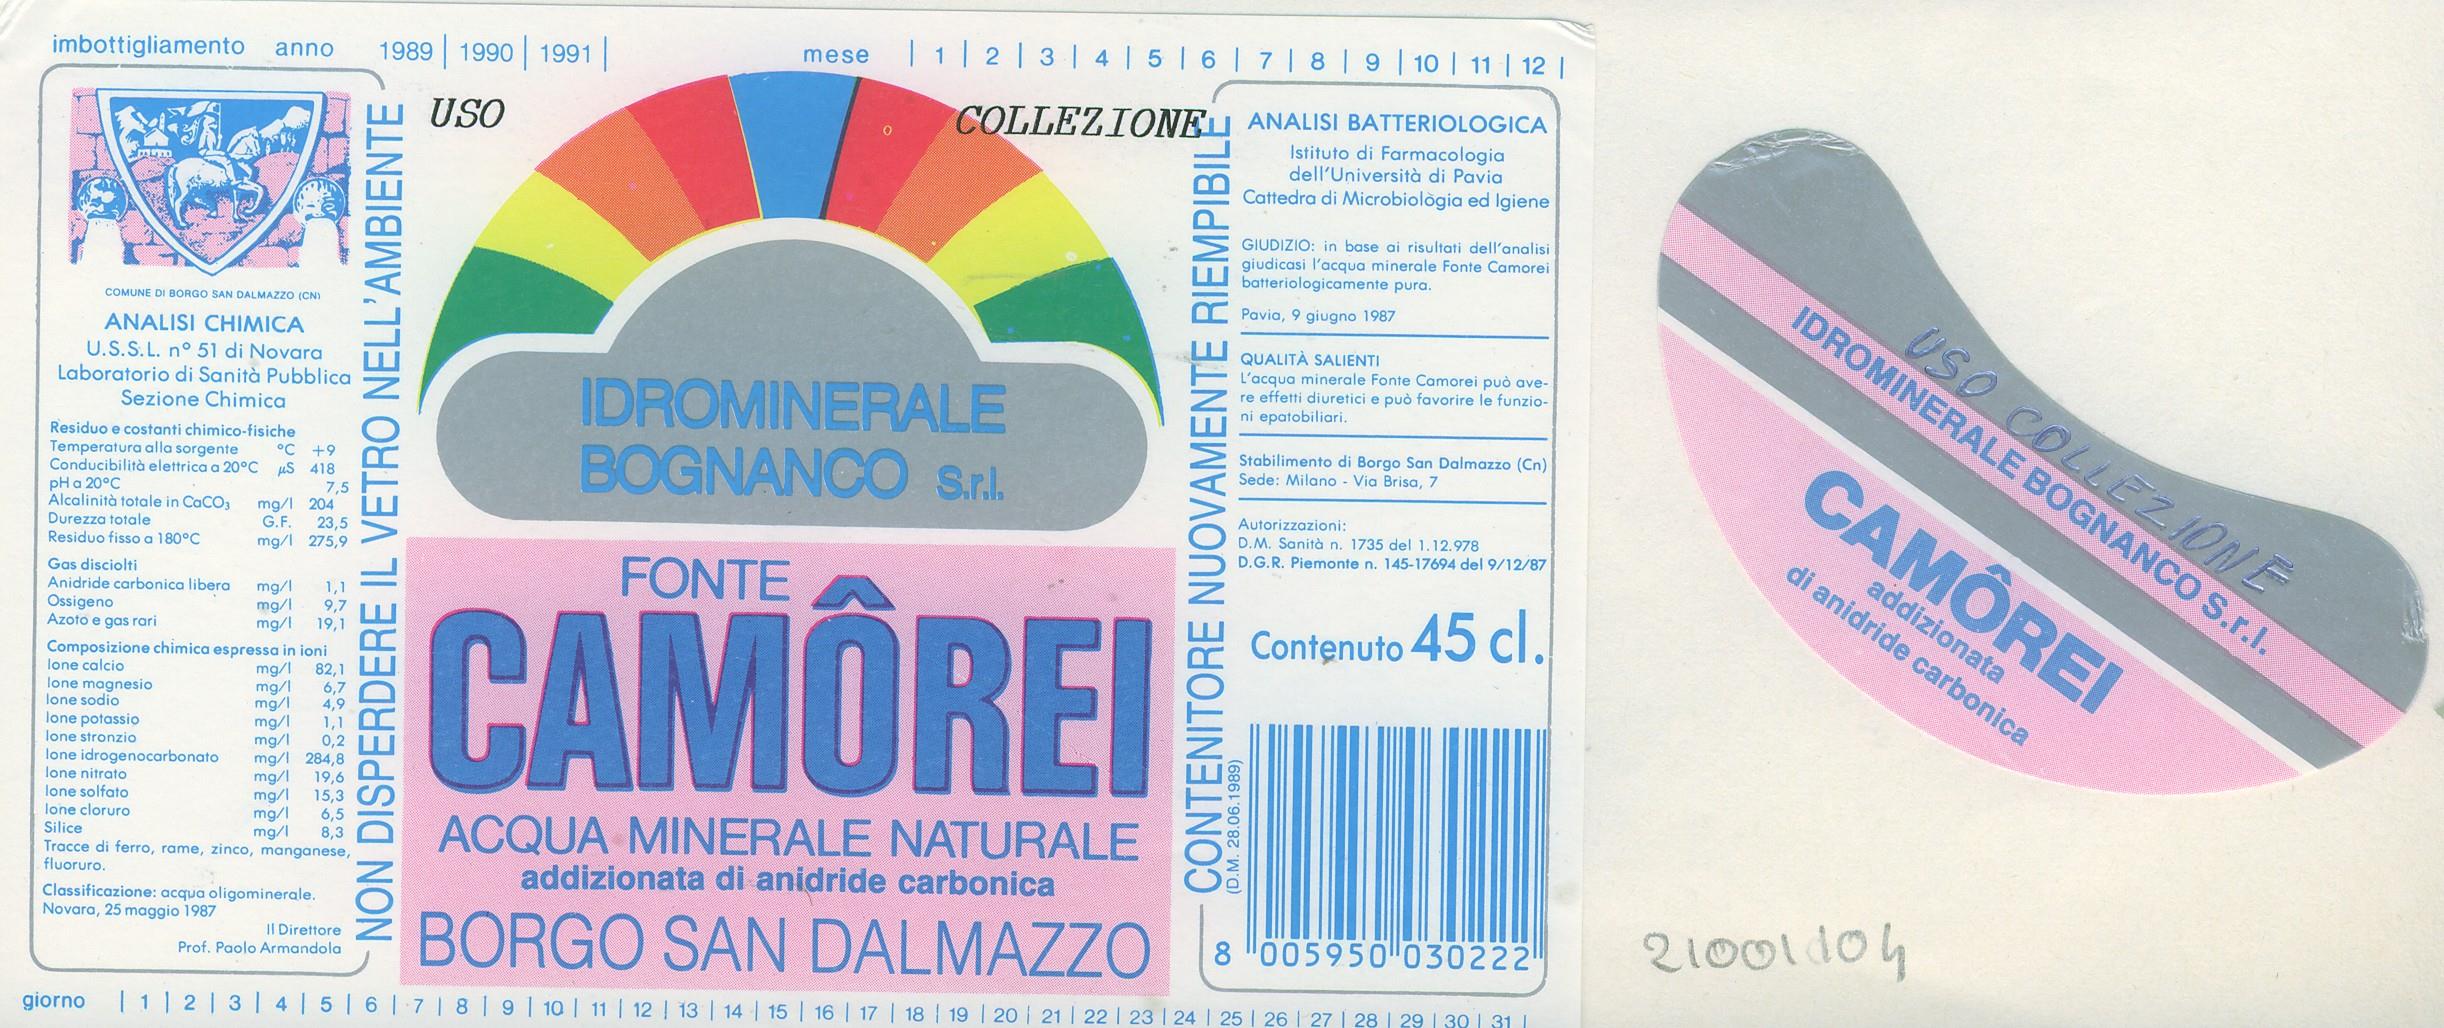 imbottigliamento anno 1989 | 1990 | 1991 |
mese | 1 | 2 | 3 | 4 | 5 | 6 | 7 | 8 | 9 | 10 | 11 | 12 |
COMUNE DI BORGO SAN DALMAZZO (CN)
ANALISI CHIMICA
U.S.S.L. n° 51 di Novara
Laboratorio di Sanità Pubblica
Sezione Chimica
Residuo e costanti chimico-fisiche
Temperatura alla sorgente °C +9
Conducibilità elettrica a 20°C µS 418
pH a 20°C 7,5
Alcalinità totale in CaCO₃ mg/l 204
Durezza totale G.F. 23,5
Residuo fisso a 180°C mg/l 275,9
Gas disciolti
Anidride carbonica libera mg/l 1,1
Ossigeno mg/l 9,7
Azoto e gas rari mg/l 19,1
Composizione chimica espressa in ioni
Ione calcio mg/l 82,1
Ione magnesio mg/l 6,7
Ione sodio mg/l 4,9
Ione potassio mg/l 1,1
Ione stronzio mg/l 0,2
Ione idrogenocarbonato mg/l 284,8
Ione nitrato mg/l 19,6
Ione solfato mg/l 15,3
Ione cloruro mg/l 6,5
Silice mg/l 8,3
Tracce di ferro, rame, zinco, manganese,
fluoruro.
Classificazione: acqua oligominerale.
Novara, 25 maggio 1987
Il Direttore
Prof. Paolo Armandola
NON DISPERDERE IL VETRO NELL'AMBIENTE
USO COLLEZIONE
IDROMINERALE
BOGNANCO S.r.l.
FONTE
CAMÔREI
ACQUA MINERALE NATURALE
addizionata di anidride carbonica
BORGO SAN DALMAZZO
CONTENITORE NUOVAMENTE RIEMPIBILE
(D.M. 28.06.1989)
ANALISI BATTERIOLOGICA
Istituto di Farmacologia
dell'Università di Pavia
Cattedra di Microbiològia ed Igiene
GIUDIZIO: in base ai risultati dell'analisi
giudicasi l'acqua minerale Fonte Camorei
batteriologicamente pura.
Pavia, 9 giugno 1987
QUALITÀ SALIENTI
L'acqua minerale Fonte Camorei può ave-
re effetti diuretici e può favorire le funzio-
ni epatobiliari.
Stabilimento di Borgo San Dalmazzo (Cn)
Sede: Milano - Via Brisa, 7
Autorizzazioni:
D.M. Sanità n. 1735 del 1.12.978
D.G.R. Piemonte n. 145-17694 del 9/12/87
Contenuto 45 cl.
8 005950 030222
giorno | 1 | 2 | 3 | 4 | 5 | 6 | 7 | 8 | 9 | 10 | 11 | 12 | 13 | 14 | 15 | 16 | 17 | 18 | 19 | 20 | 21 | 22 | 23 | 24 | 25 | 26 | 27 | 28 | 29 | 30 | 31 |
USO COLLEZIONE
IDROMINERALE BOGNANCO S.r.l.
CAMÔREI
addizionata
di anidride carbonica
21001104